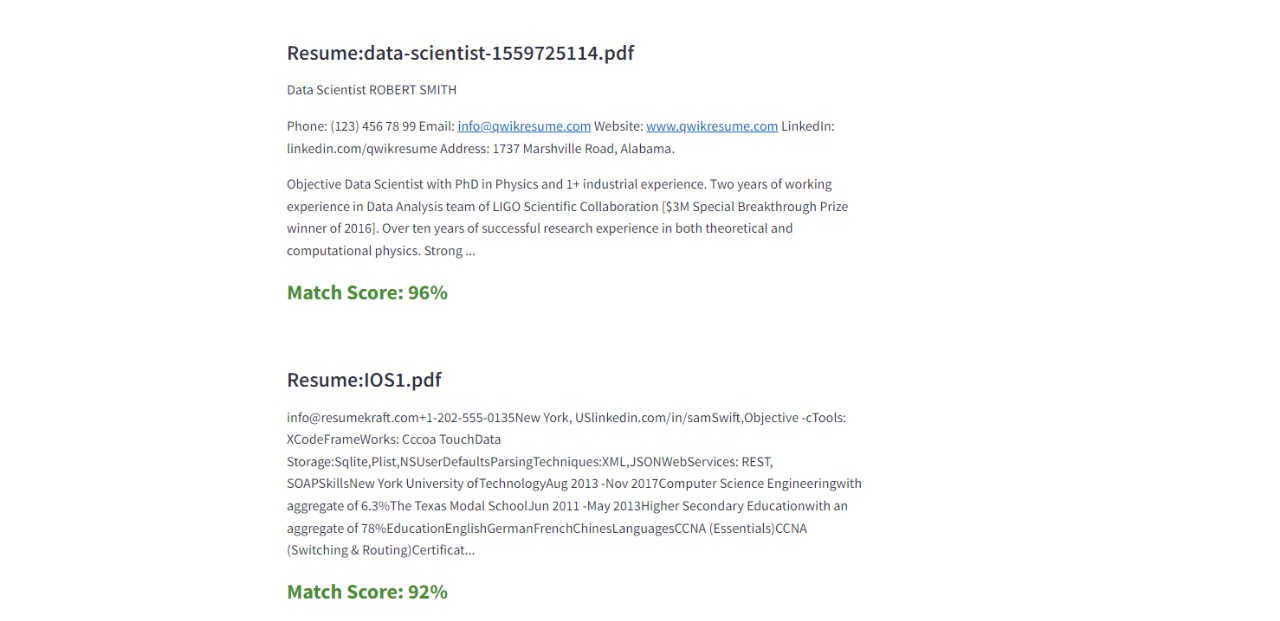 Resume:data-scientist-1559725114.pdf
Data Scientist ROBERT SMITH
Phone: (123) 456 78 99 Email: info@qwikresume.com Website: www.qwikresume.com LinkedIn:
linkedin.com/qwikresume Address: 1737 Marshville Road, Alabama.
Objective Data Scientist with PhD in Physics and 1+ industrial experience. Two years of working
experience in Data Analysis team of LIGO Scientific Collaboration [$3M Special Breakthrough Prize
winner of 2016]. Over ten years of successful research experience in both theoretical and
computational physics. Strong ...
Match Score: 96%
Resume:IOS1.pdf
info@resumekraft.com+1-202-555-0135New York, USlinkedin.com/in/samSwift,Objective -cTools:
XCodeFrameWorks: Cccoa TouchData
Storage:Sqlite,Plist,NSUserDefaultsParsingTechniques:XML,JSONWebServices: REST,
SOAPSkillsNew York University ofTechnologyAug 2013 -Nov 2017Computer Science Engineeringwith
aggregate of 6.3%The Texas Modal SchoolJun 2011 -May 2013Higher Secondary Educationwith an
aggregate of 78%EducationEnglishGermanFrenchChinesLanguagesCCNA (Essentials)CCNA
(Switching & Routing)Certificat...
Match Score: 92%